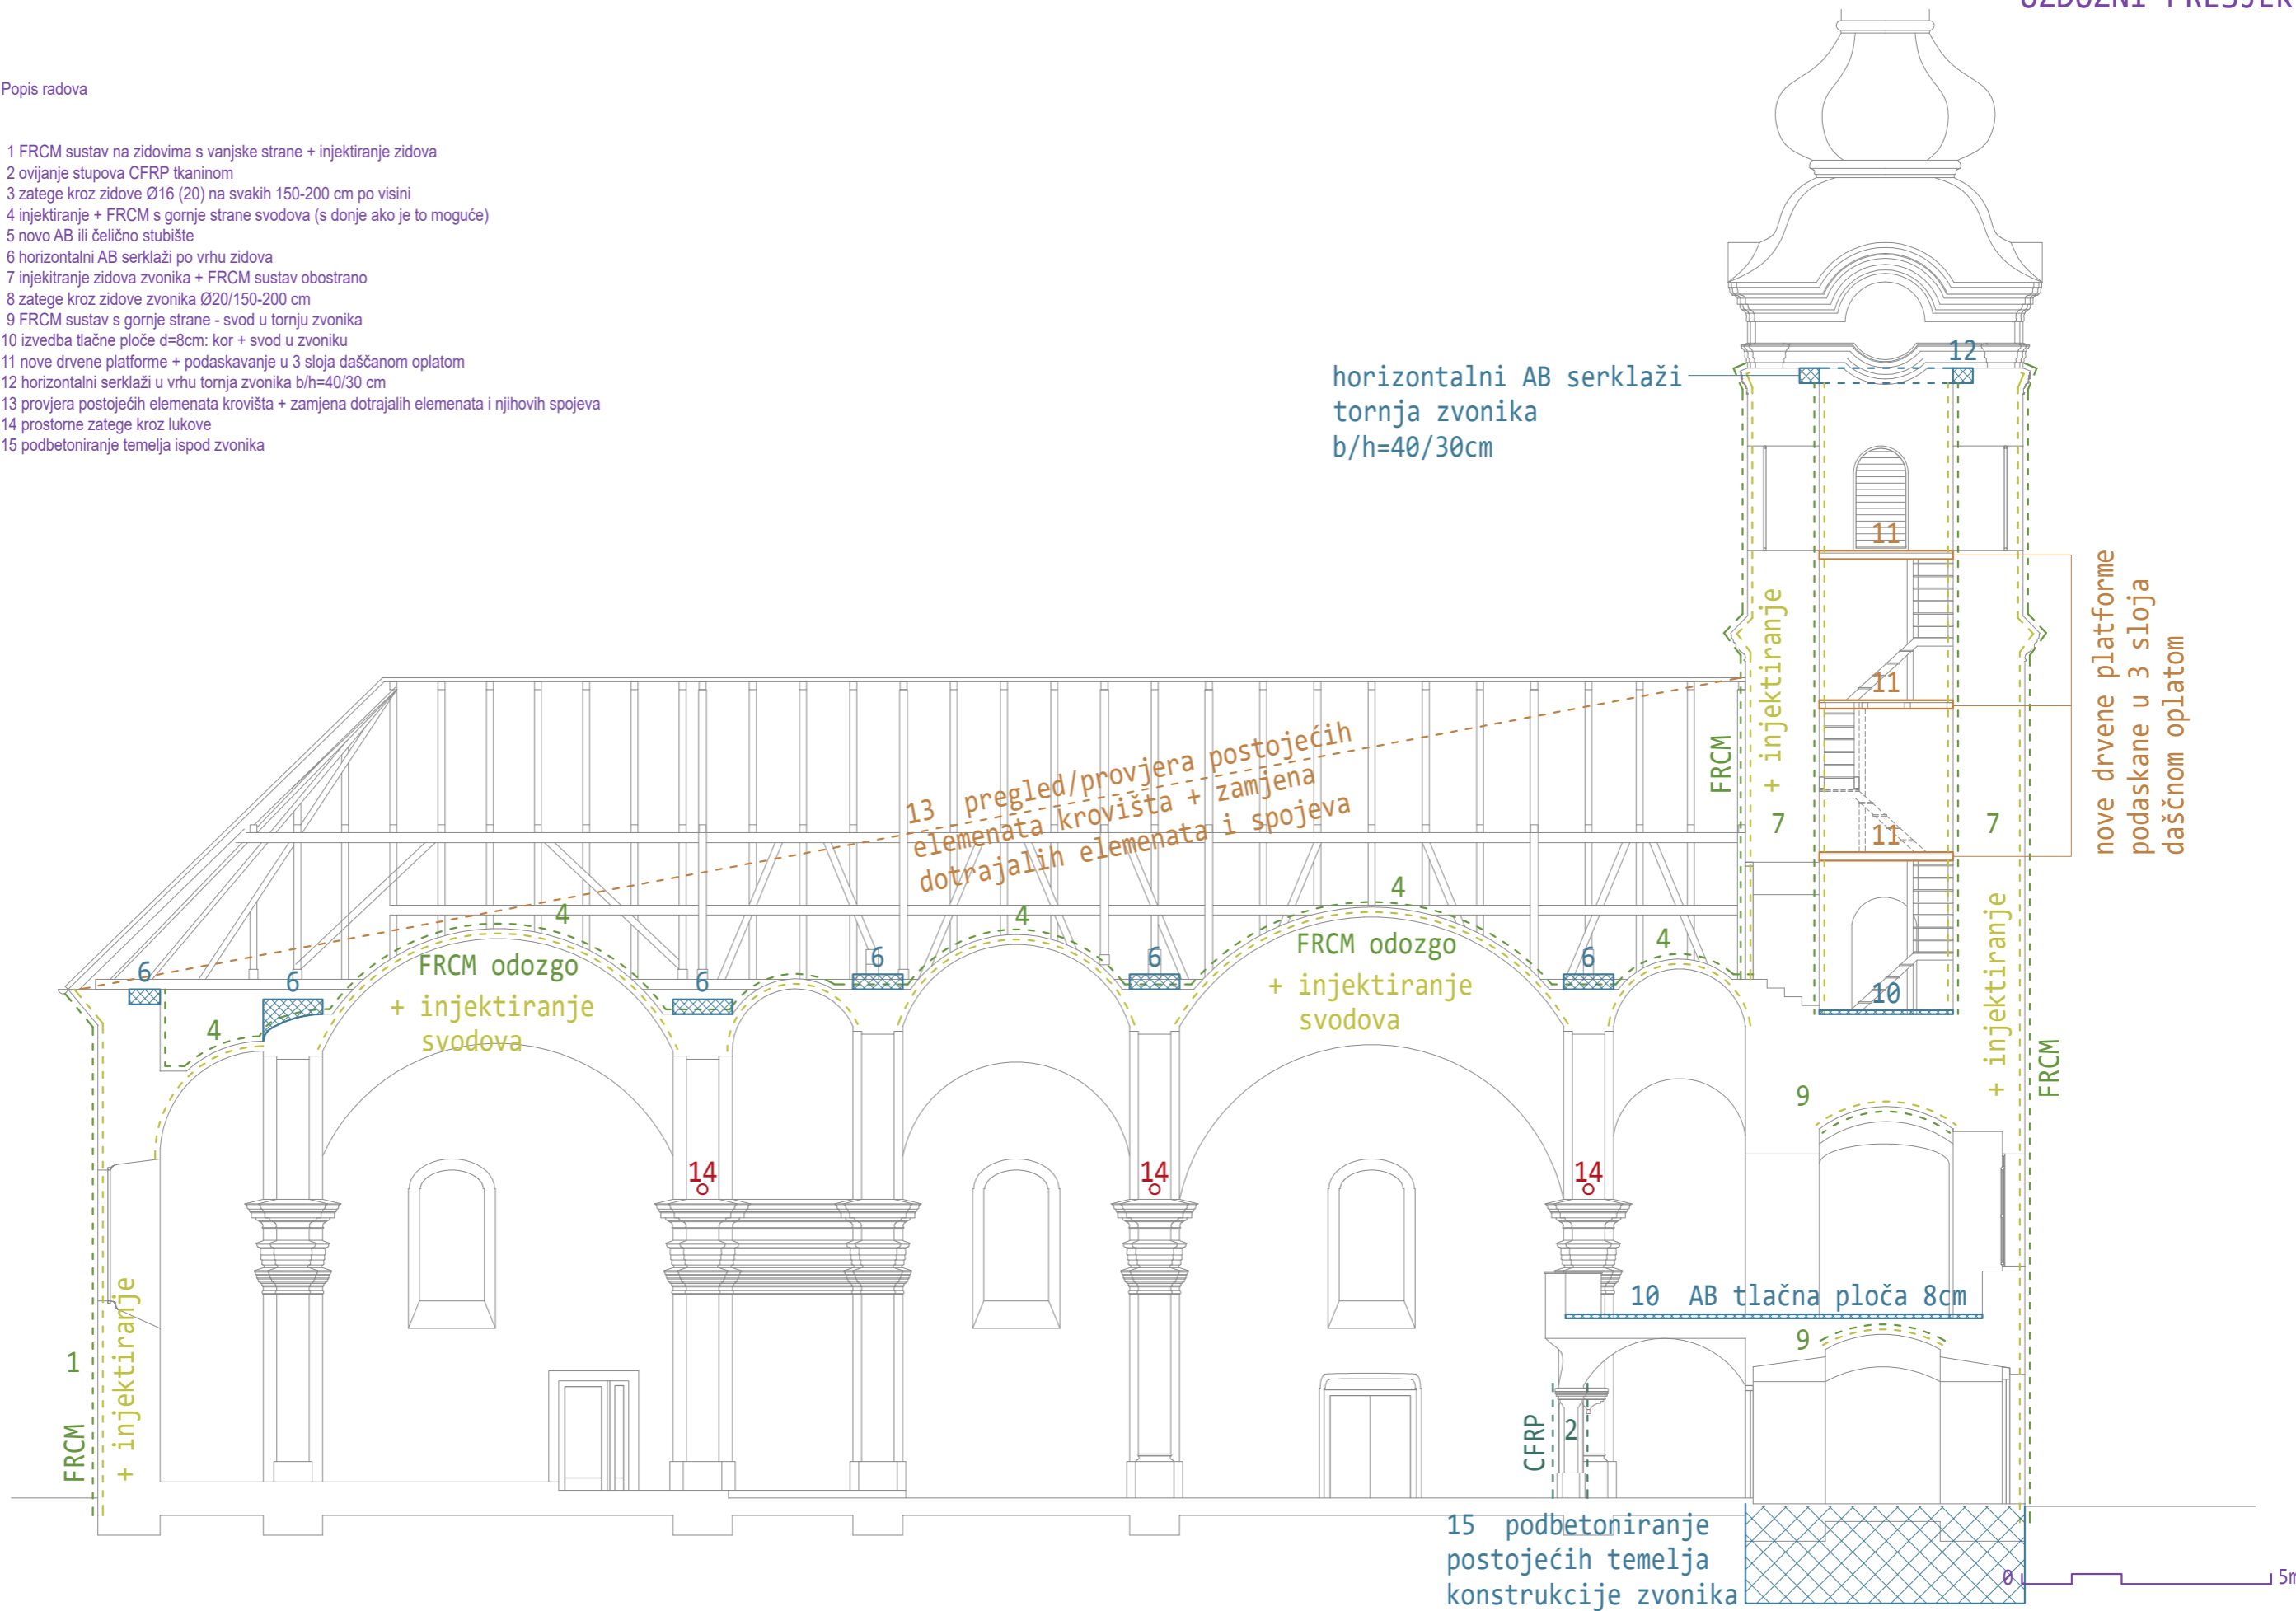 Popis radova
1 FRCM sustav na zidovima s vanjske strane + injektiranje zidova
2 ovijanje stupova CFRP tkaninom
3 zatege kroz zidove Ø16 (20) na svakih 150-200 cm po visini
4 injektiranje + FRCM s gornje strane svodova (s donje ako je to moguće)
5 novo AB ili čelično stubište
6 horizontalni AB serklaži po vrhu zidova
7 injekitranje zidova zvonika + FRCM sustav obostrano
8 zatege kroz zidove zvonika Ø20/150-200 cm
9 FRCM sustav s gornje strane - svod u tornju zvonika
10 izvedba tlačne ploče d=8cm: kor + svod u zvoniku
11 nove drvene platforme + podaskavanje u 3 sloja daščanom oplatom
12 horizontalni serklaži u vrhu tornja zvonika b/h=40/30 cm
13 provjera postojećih elemenata krovišta + zamjena dotrajalih elemenata i njihovih spojeva
14 prostorne zatege kroz lukove
15 podbetoniranje temelja ispod zvonika
12
horizontalni AB serklaži
tornja zvonika
b/h=40/30cm
11
11
11
nove drvene platforme
podaskane u 3 sloja
daščnom oplatom
+ injektiranje
FRCM
7
7
13 pregled/provjera postojećih
elemenata krovišta + zamjena
dotrajalih elemenata i spojeva
4
4
4
4
4
6
6
6
6
6
6
FRCM odozgo
+ injektiranje
svodova
FRCM odozgo
+ injektiranje
svodova
10
+ injektiranje
FRCM
9
14
14
14
10 AB tlačna ploča 8cm
9
1
FRCM
+ injektiranje
CFRP
2
15 podbetoniranje
postojećih temelja
konstrukcije zvonika
0